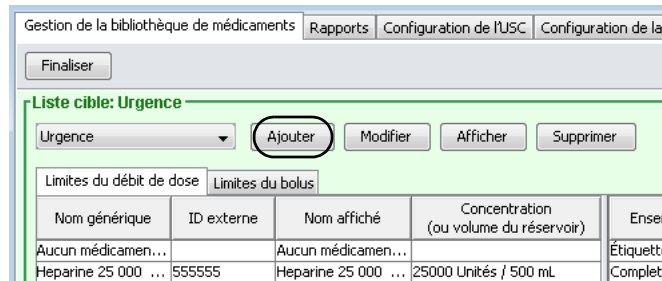 Gestion de la bibliothèque de médicaments Rapports Configuration de l'USC Configuration de la
Finaliser
Liste cible: Urgence
Urgence Ajouter Modifier Afficher Supprimer
Limites du débit de dose Limites du bolus
Nom générique ID externe Nom affiché Concentration (ou volume du réservoir) Ense
Aucun médicamen... Aucun médicamen... Étiquett
Heparine 25 000 ... 555555 Heparine 25 000 ... 25000 Unités / 500 mL Complet